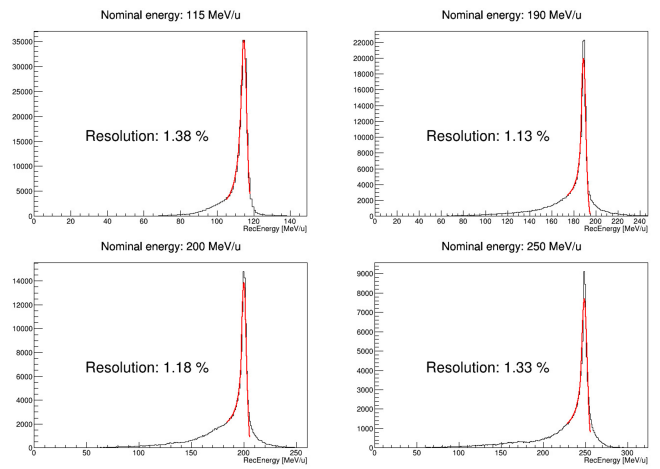 Nominal energy: 115 MeV/u
35000
30000
25000
20000
15000
10000
5000
0
Resolution: 1.38 %
0 20 40 60 80 100 120 140
RecEnergy [MeV/u]
Nominal energy: 190 MeV/u
22000
20000
18000
16000
14000
12000
10000
8000
6000
4000
2000
0
Resolution: 1.13 %
0 20 40 60 80 100 120 140 160 180 200 220 240
RecEnergy [MeV/u]
Nominal energy: 200 MeV/u
14000
12000
10000
8000
6000
4000
2000
0
Resolution: 1.18 %
0 50 100 150 200 250
RecEnergy [MeV/u]
Nominal energy: 250 MeV/u
9000
8000
7000
6000
5000
4000
3000
2000
1000
0
Resolution: 1.33 %
0 50 100 150 200 250 300
RecEnergy [MeV/u]